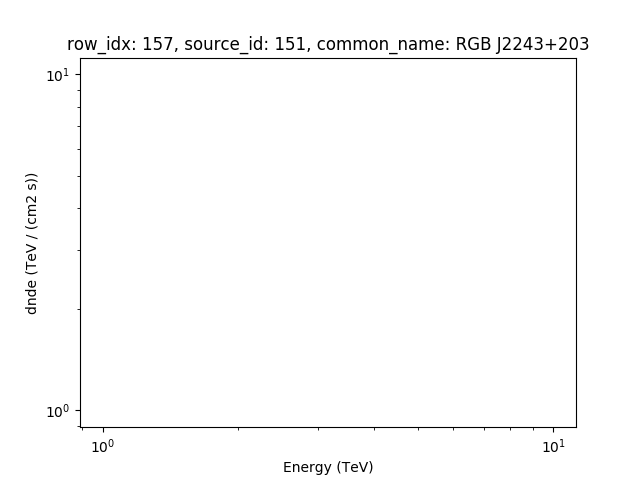 row_idx: 157, source_id: 151, common_name: RGB J2243+203
10¹
dnde (TeV / (cm2 s))
10⁰
10⁰ 10¹
Energy (TeV)